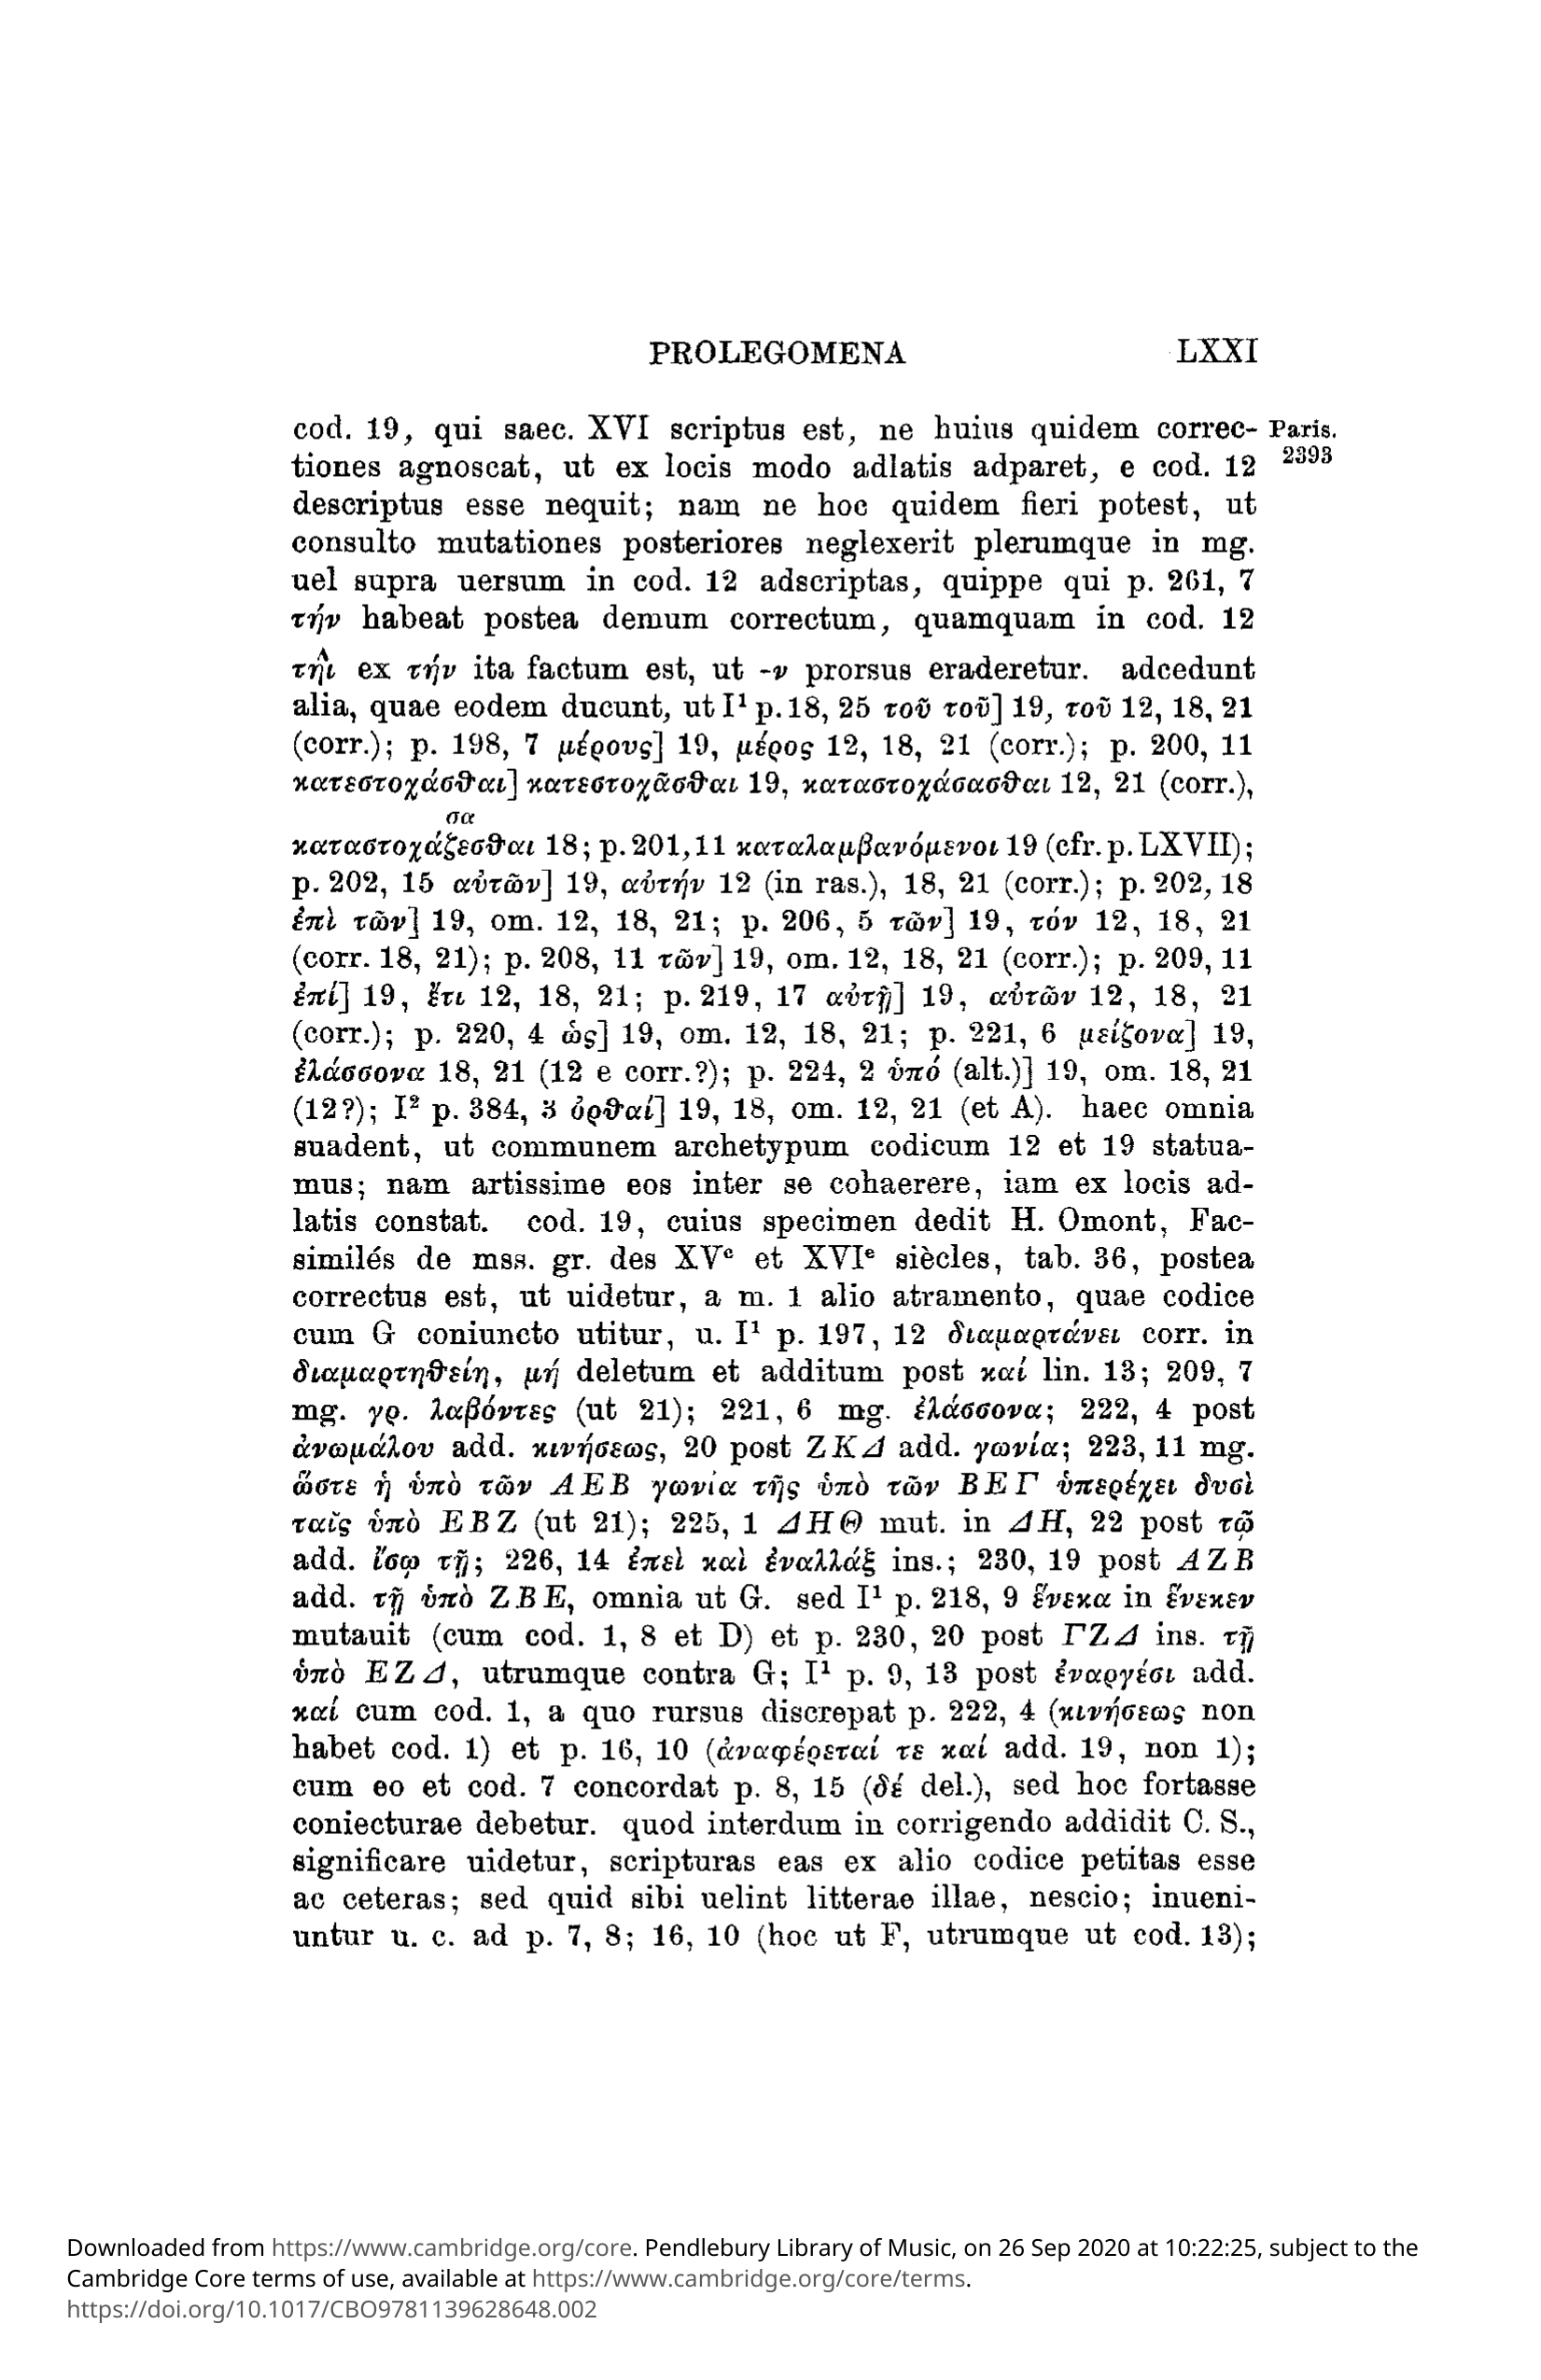 PROLEGOMENA LXXI
cod. 19, qui saec. XVI scriptus est, ne huius quidem correc- Paris.
tiones agnoscat, ut ex locis modo adlatis adparet, e cod. 12 2393
descriptus esse nequit; nam ne hoc quidem fieri potest, ut
consulto mutationes posteriores neglexerit plerumque in mg.
uel supra uersum in cod. 12 adscriptas, quippe qui p. 261, 7
τήν habeat postea demum correctum, quamquam in cod. 12
τῆι ex τήν ita factum est, ut -ν prorsus eraderetur. adcedunt
alia, quae eodem ducunt, ut I¹ p. 18, 25 τοῦ τοῦ] 19, τοῦ 12, 18, 21
(corr.); p. 198, 7 μέρους] 19, μέρος 12, 18, 21 (corr.); p. 200, 11
κατεστοχάσθαι] κατεστοχᾶσθαι 19, καταστοχάσασθαι 12, 21 (corr.),
σα
καταστοχάζεσθαι 18; p. 201, 11 καταλαμβανόμενοι 19 (cfr. p. LXVII);
p. 202, 15 αὐτῶν] 19, αὐτήν 12 (in ras.), 18, 21 (corr.); p. 202, 18
ἐπὶ τῶν] 19, om. 12, 18, 21; p. 206, 5 τῶν] 19, τόν 12, 18, 21
(corr. 18, 21); p. 208, 11 τῶν] 19, om. 12, 18, 21 (corr.); p. 209, 11
ἐπί] 19, ἔτι 12, 18, 21; p. 219, 17 αὐτῇ] 19, αὐτῶν 12, 18, 21
(corr.); p. 220, 4 ὡς] 19, om. 12, 18, 21; p. 221, 6 μείζονα] 19,
ἐλάσσονα 18, 21 (12 e corr.?); p. 224, 2 ὑπό (alt.)] 19, om. 18, 21
(12?); I² p. 384, 3 ὀρθαί] 19, 18, om. 12, 21 (et A). haec omnia
suadent, ut communem archetypum codicum 12 et 19 statua-
mus; nam artissime eos inter se cohaerere, iam ex locis ad-
latis constat. cod. 19, cuius specimen dedit H. Omont, Fac-
similés de mss. gr. des XVᵉ et XVIᵉ siècles, tab. 36, postea
correctus est, ut uidetur, a m. 1 alio atramento, quae codice
cum G coniuncto utitur, u. I¹ p. 197, 12 διαμαρτάνει corr. in
διαμαρτηθείη, μή deletum et additum post καί lin. 13; 209, 7
mg. γρ. λαβόντες (ut 21); 221, 6 mg. ἐλάσσονα; 222, 4 post
ἀνωμάλου add. κινήσεως, 20 post ΖΚΔ add. γωνία; 223, 11 mg.
ὥστε ἡ ὑπὸ τῶν ΑΕΒ γωνία τῆς ὑπὸ τῶν ΒΕΓ ὑπερέχει δυσὶ
ταῖς ὑπὸ ΕΒΖ (ut 21); 225, 1 ΔΗΘ mut. in ΔΗ, 22 post τῷ
add. ἴσῳ τῇ; 226, 14 ἐπεὶ καὶ ἐναλλάξ ins.; 230, 19 post ΑΖΒ
add. τῇ ὑπὸ ΖΒΕ, omnia ut G. sed I¹ p. 218, 9 ἕνεκα in ἕνεκεν
mutauit (cum cod. 1, 8 et D) et p. 230, 20 post ΓΖΔ ins. τῇ
ὑπὸ ΕΖΔ, utrumque contra G; I¹ p. 9, 13 post ἐναργέσι add.
καί cum cod. 1, a quo rursus discrepat p. 222, 4 (κινήσεως non
habet cod. 1) et p. 16, 10 (ἀναφέρεταί τε καί add. 19, non 1);
cum eo et cod. 7 concordat p. 8, 15 (δέ del.), sed hoc fortasse
coniecturae debetur. quod interdum in corrigendo addidit C. S.,
significare uidetur, scripturas eas ex alio codice petitas esse
ac ceteras; sed quid sibi uelint litterae illae, nescio; inueni-
untur u. c. ad p. 7, 8; 16, 10 (hoc ut F, utrumque ut cod. 13);
Downloaded from https://www.cambridge.org/core. Pendlebury Library of Music, on 26 Sep 2020 at 10:22:25, subject to the
Cambridge Core terms of use, available at https://www.cambridge.org/core/terms.
https://doi.org/10.1017/CBO9781139628648.002